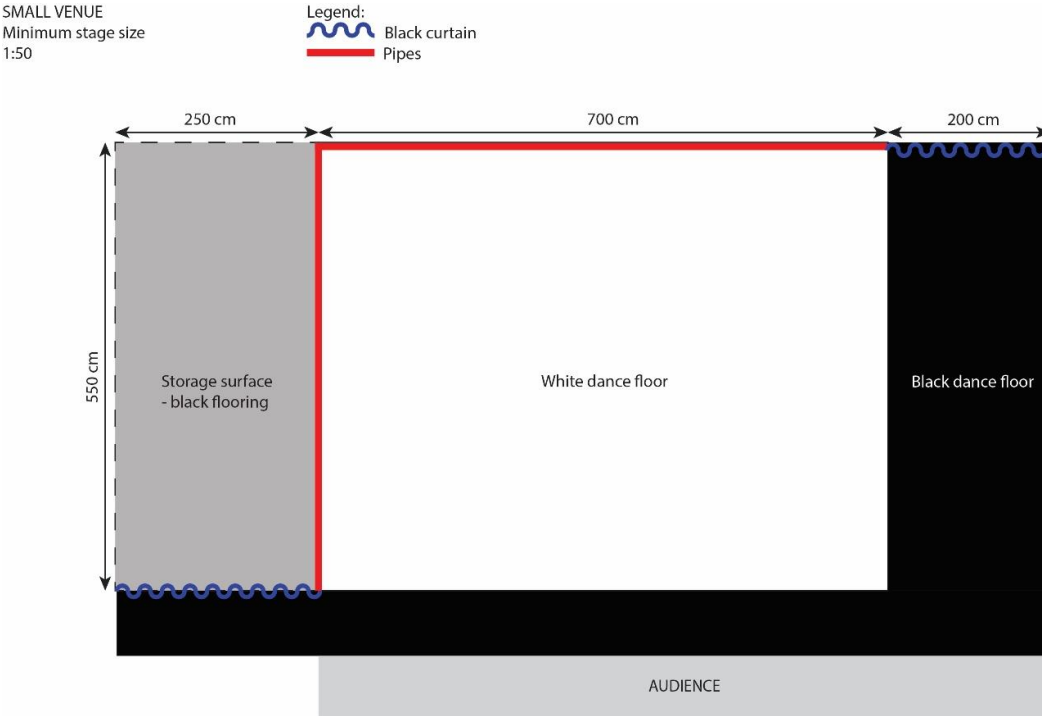 SMALL VENUE
Minimum stage size
1:50
Legend:
Black curtain
Pipes
250 cm
700 cm
200 cm
550 cm
Storage surface
- black flooring
White dance floor
Black dance floor
AUDIENCE